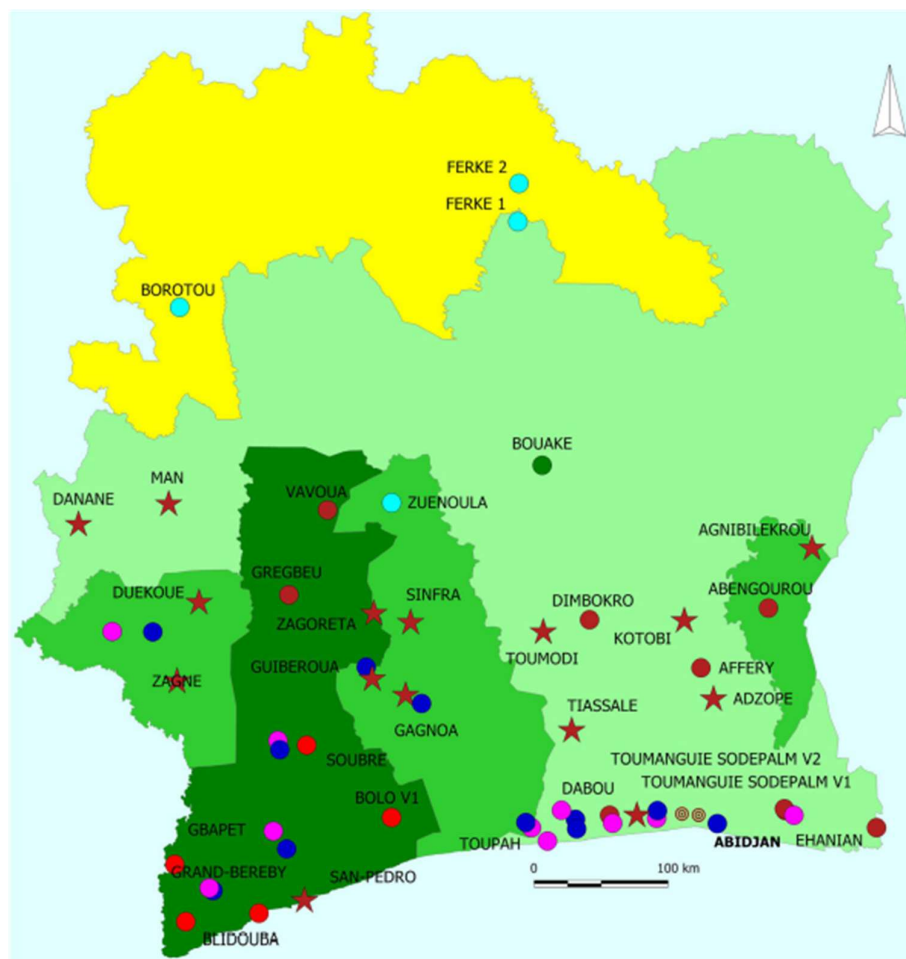 FERKE 2
FERKE 1
BOROTOU
BOUAKE
MAN
DANANE
VAVOUA
ZUENOULA
AGNIBILEKROU
GREGBEU
DUEKOUE
SINFRA
DIMBOKRO
ABENGOUROU
ZAGORETA
KOTOBI
TOUMODI
GUIBEROUA
AFFERY
ZAGNE
ADZOPE
TIASSALE
GAGNOA
SOUBRE
TOUMANGUIE SODEPALM V2
DABOU
TOUMANGUIE SODEPALM V1
BOLO V1
GBAPET
TOUPAH
ABIDJAN
EHANIAN
GRAND-BEREBY
SAN-PEDRO
0 100 km
BLIDOUBA